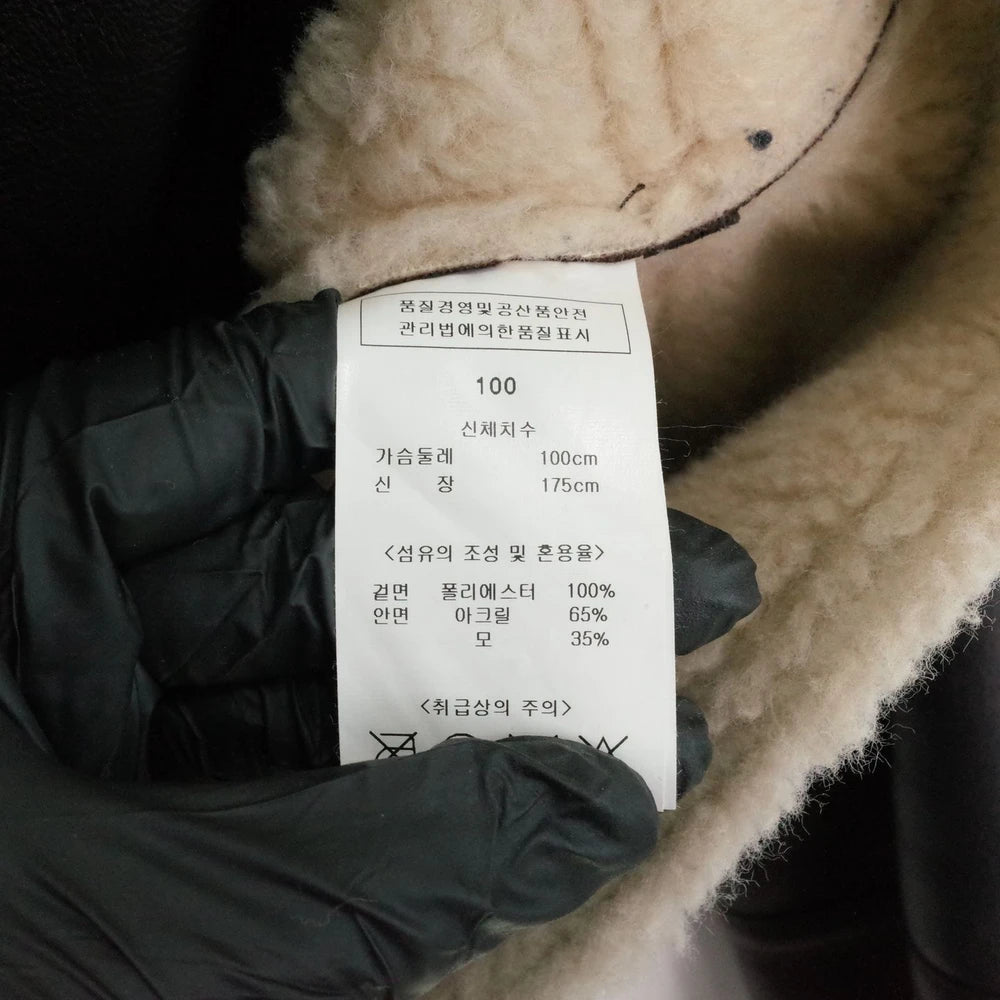 품질경영및공산품안전
관리법에의한품질표시
100
신체치수
가슴둘레 100cm
신 장 175cm
<섬유의 조성 및 혼용율>
겉면 폴리에스터 100%
안면 아크릴 65%
모 35%
<취급상의 주의>